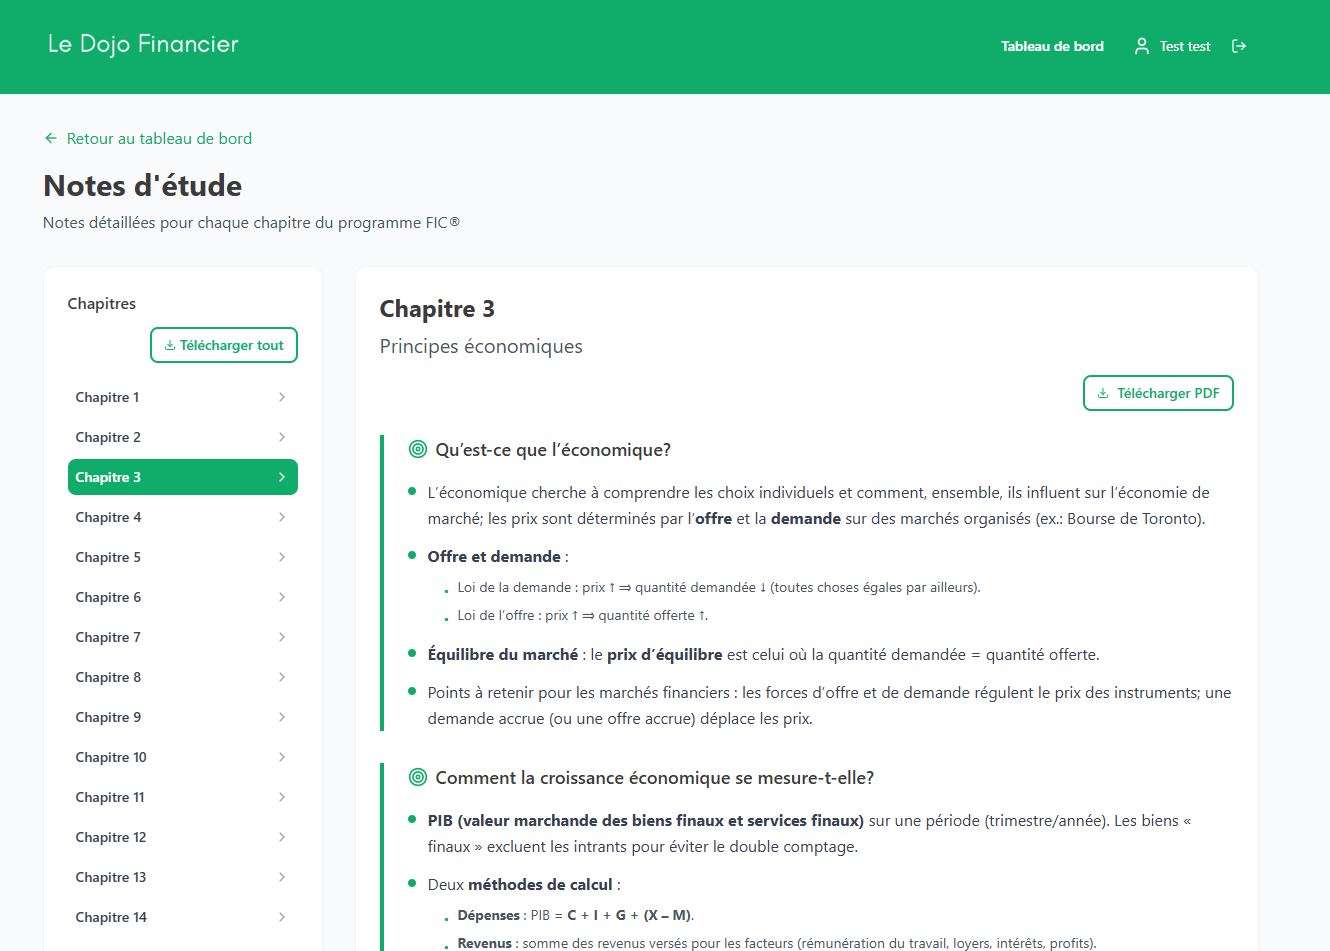 Le Dojo Financier
Tableau de bord
Test test
← Retour au tableau de bord
Notes d'étude
Notes détaillées pour chaque chapitre du programme FIC®
Chapitres
Télécharger tout
Chapitre 1
Chapitre 2
Chapitre 3
Chapitre 4
Chapitre 5
Chapitre 6
Chapitre 7
Chapitre 8
Chapitre 9
Chapitre 10
Chapitre 11
Chapitre 12
Chapitre 13
Chapitre 14
Chapitre 3
Principes économiques
Télécharger PDF
Qu’est-ce que l’économique?
L’économique cherche à comprendre les choix individuels et comment, ensemble, ils influent sur l’économie de
marché; les prix sont déterminés par l’offre et la demande sur des marchés organisés (ex.: Bourse de Toronto).
Offre et demande :
Loi de la demande : prix ↑ ⇒ quantité demandée ↓ (toutes choses égales par ailleurs).
Loi de l’offre : prix ↑ ⇒ quantité offerte ↑.
Équilibre du marché : le prix d’équilibre est celui où la quantité demandée = quantité offerte.
Points à retenir pour les marchés financiers : les forces d’offre et de demande régulent le prix des instruments; une
demande accrue (ou une offre accrue) déplace les prix.
Comment la croissance économique se mesure-t-elle?
PIB (valeur marchande des biens finaux et services finaux) sur une période (trimestre/année). Les biens «
finaux » excluent les intrants pour éviter le double comptage.
Deux méthodes de calcul :
Dépenses : PIB = C + I + G + (X – M).
Revenus : somme des revenus versés pour les facteurs (rémunération du travail, loyers, intérêts, profits).